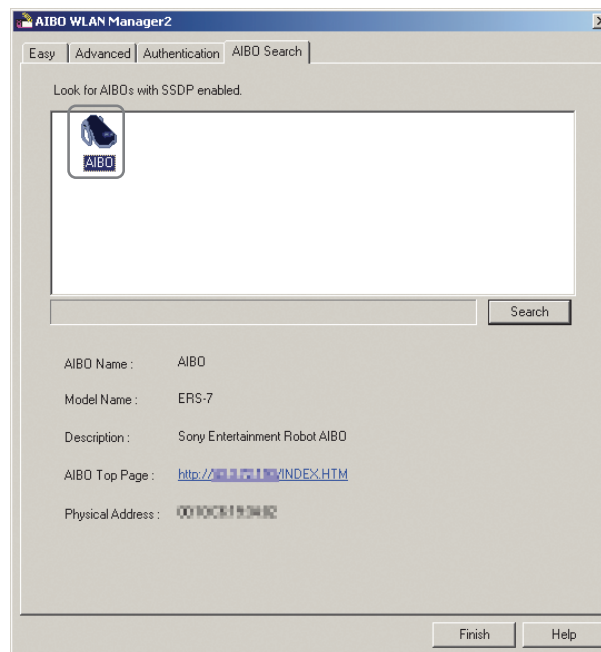 AIBO WLAN Manager2
Easy Advanced Authentication AIBO Search
Look for AIBOs with SSDP enabled.
AIBO
Search
AIBO Name : AIBO
Model Name : ERS-7
Description : Sony Entertainment Robot AIBO
AIBO Top Page : http:// /INDEX.HTM
Physical Address :
Finish Help